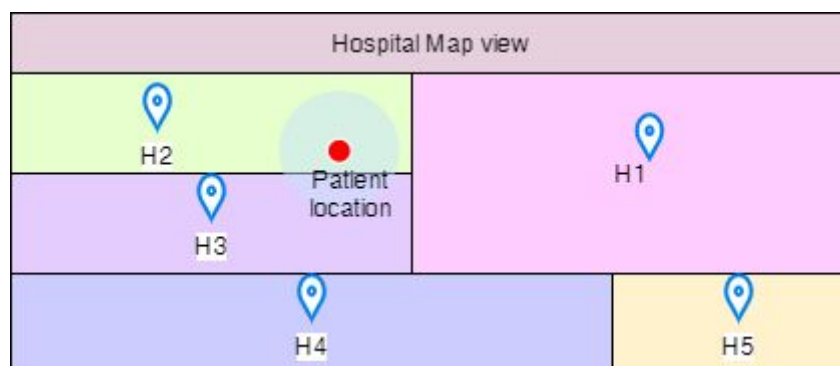 Hospital Map view
H2
H1
Patient
location
H3
H4
H5